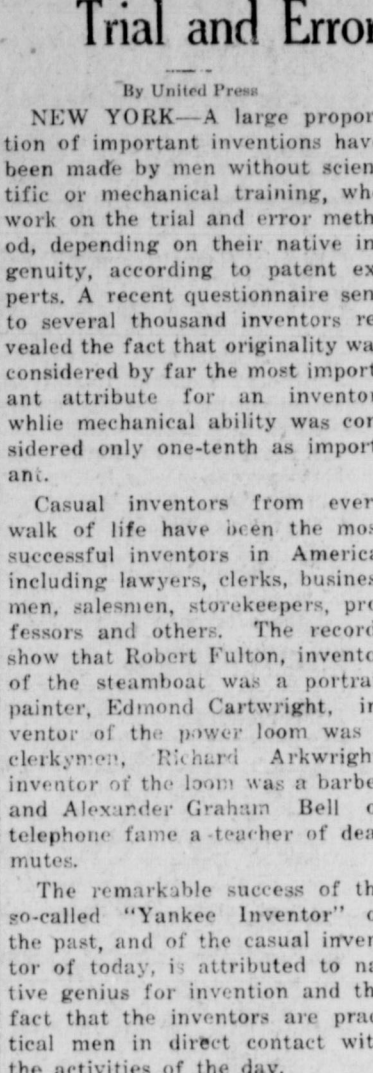 Trial and Error
By United Press
NEW YORK—A large propor
tion of important inventions hav
been made by men without scien
tific or mechanical training, wh
work on the trial and error meth
od, depending on their native in
genuity, according to patent ex
perts. A recent questionnaire sen
to several thousand inventors re
vealed the fact that originality wa
considered by far the most import
ant attribute for an inventor
whlie mechanical ability was con
sidered only one-tenth as import
ant.
Casual inventors from ever
walk of life have been the mos
successful inventors in America
including lawyers, clerks, busines
men, salesmen, storekeepers, pro
fessors and others. The record
show that Robert Fulton, invento
of the steamboat was a portra
painter, Edmond Cartwright, in
ventor of the power loom was
clerkymen, Richard Arkwrigh
inventor of the loom was a barbe
and Alexander Graham Bell o
telephone fame a teacher of dea
mutes.
The remarkable success of th
so-called "Yankee Inventor" o
the past, and of the casual inven
tor of today, is attributed to na
tive genius for invention and th
fact that the inventors are prac
tical men in direct contact wit
the activities of the day.